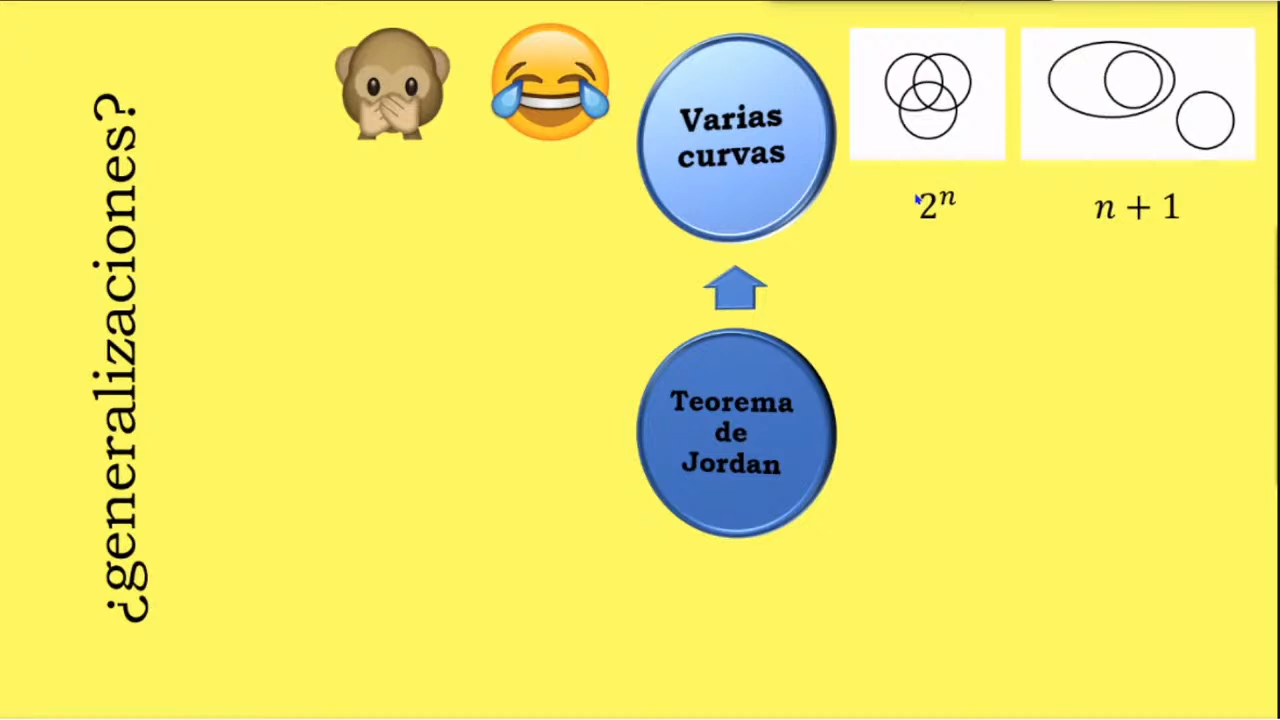 ¿generalizaciones?
Varias
curvas
2ⁿ
n + 1
Teorema
de
Jordan